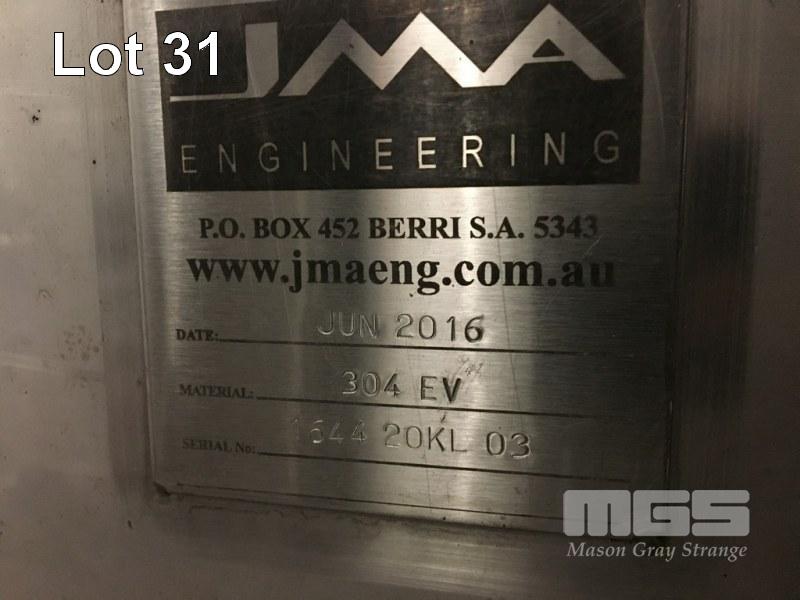 Lot 31
JMA
ENGINEERING
P.O. BOX 452 BERRI S.A. 5343
www.jmaeng.com.au
DATE: JUN 2016
MATERIAL: 304 EV
SERIAL No: 1644 20KL 03
MGS
Mason Gray Strange